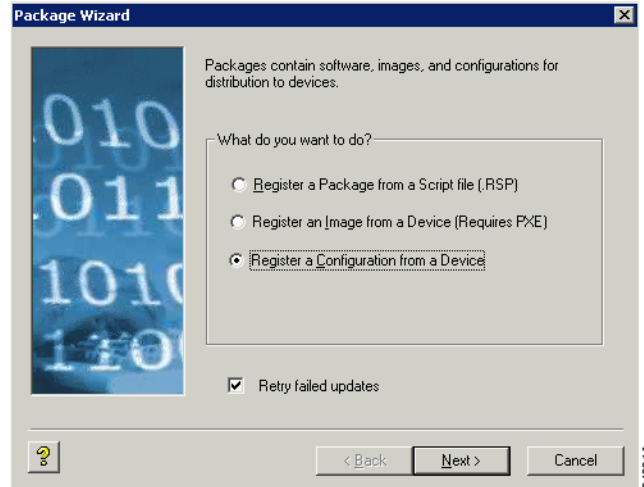 Package Wizard
Packages contain software, images, and configurations for
distribution to devices.
What do you want to do?
Register a Package from a Script file (.RSP)
Register an Image from a Device (Requires PXE)
Register a Configuration from a Device
Retry failed updates
< Back
Next >
Cancel
010
011
1010
1100